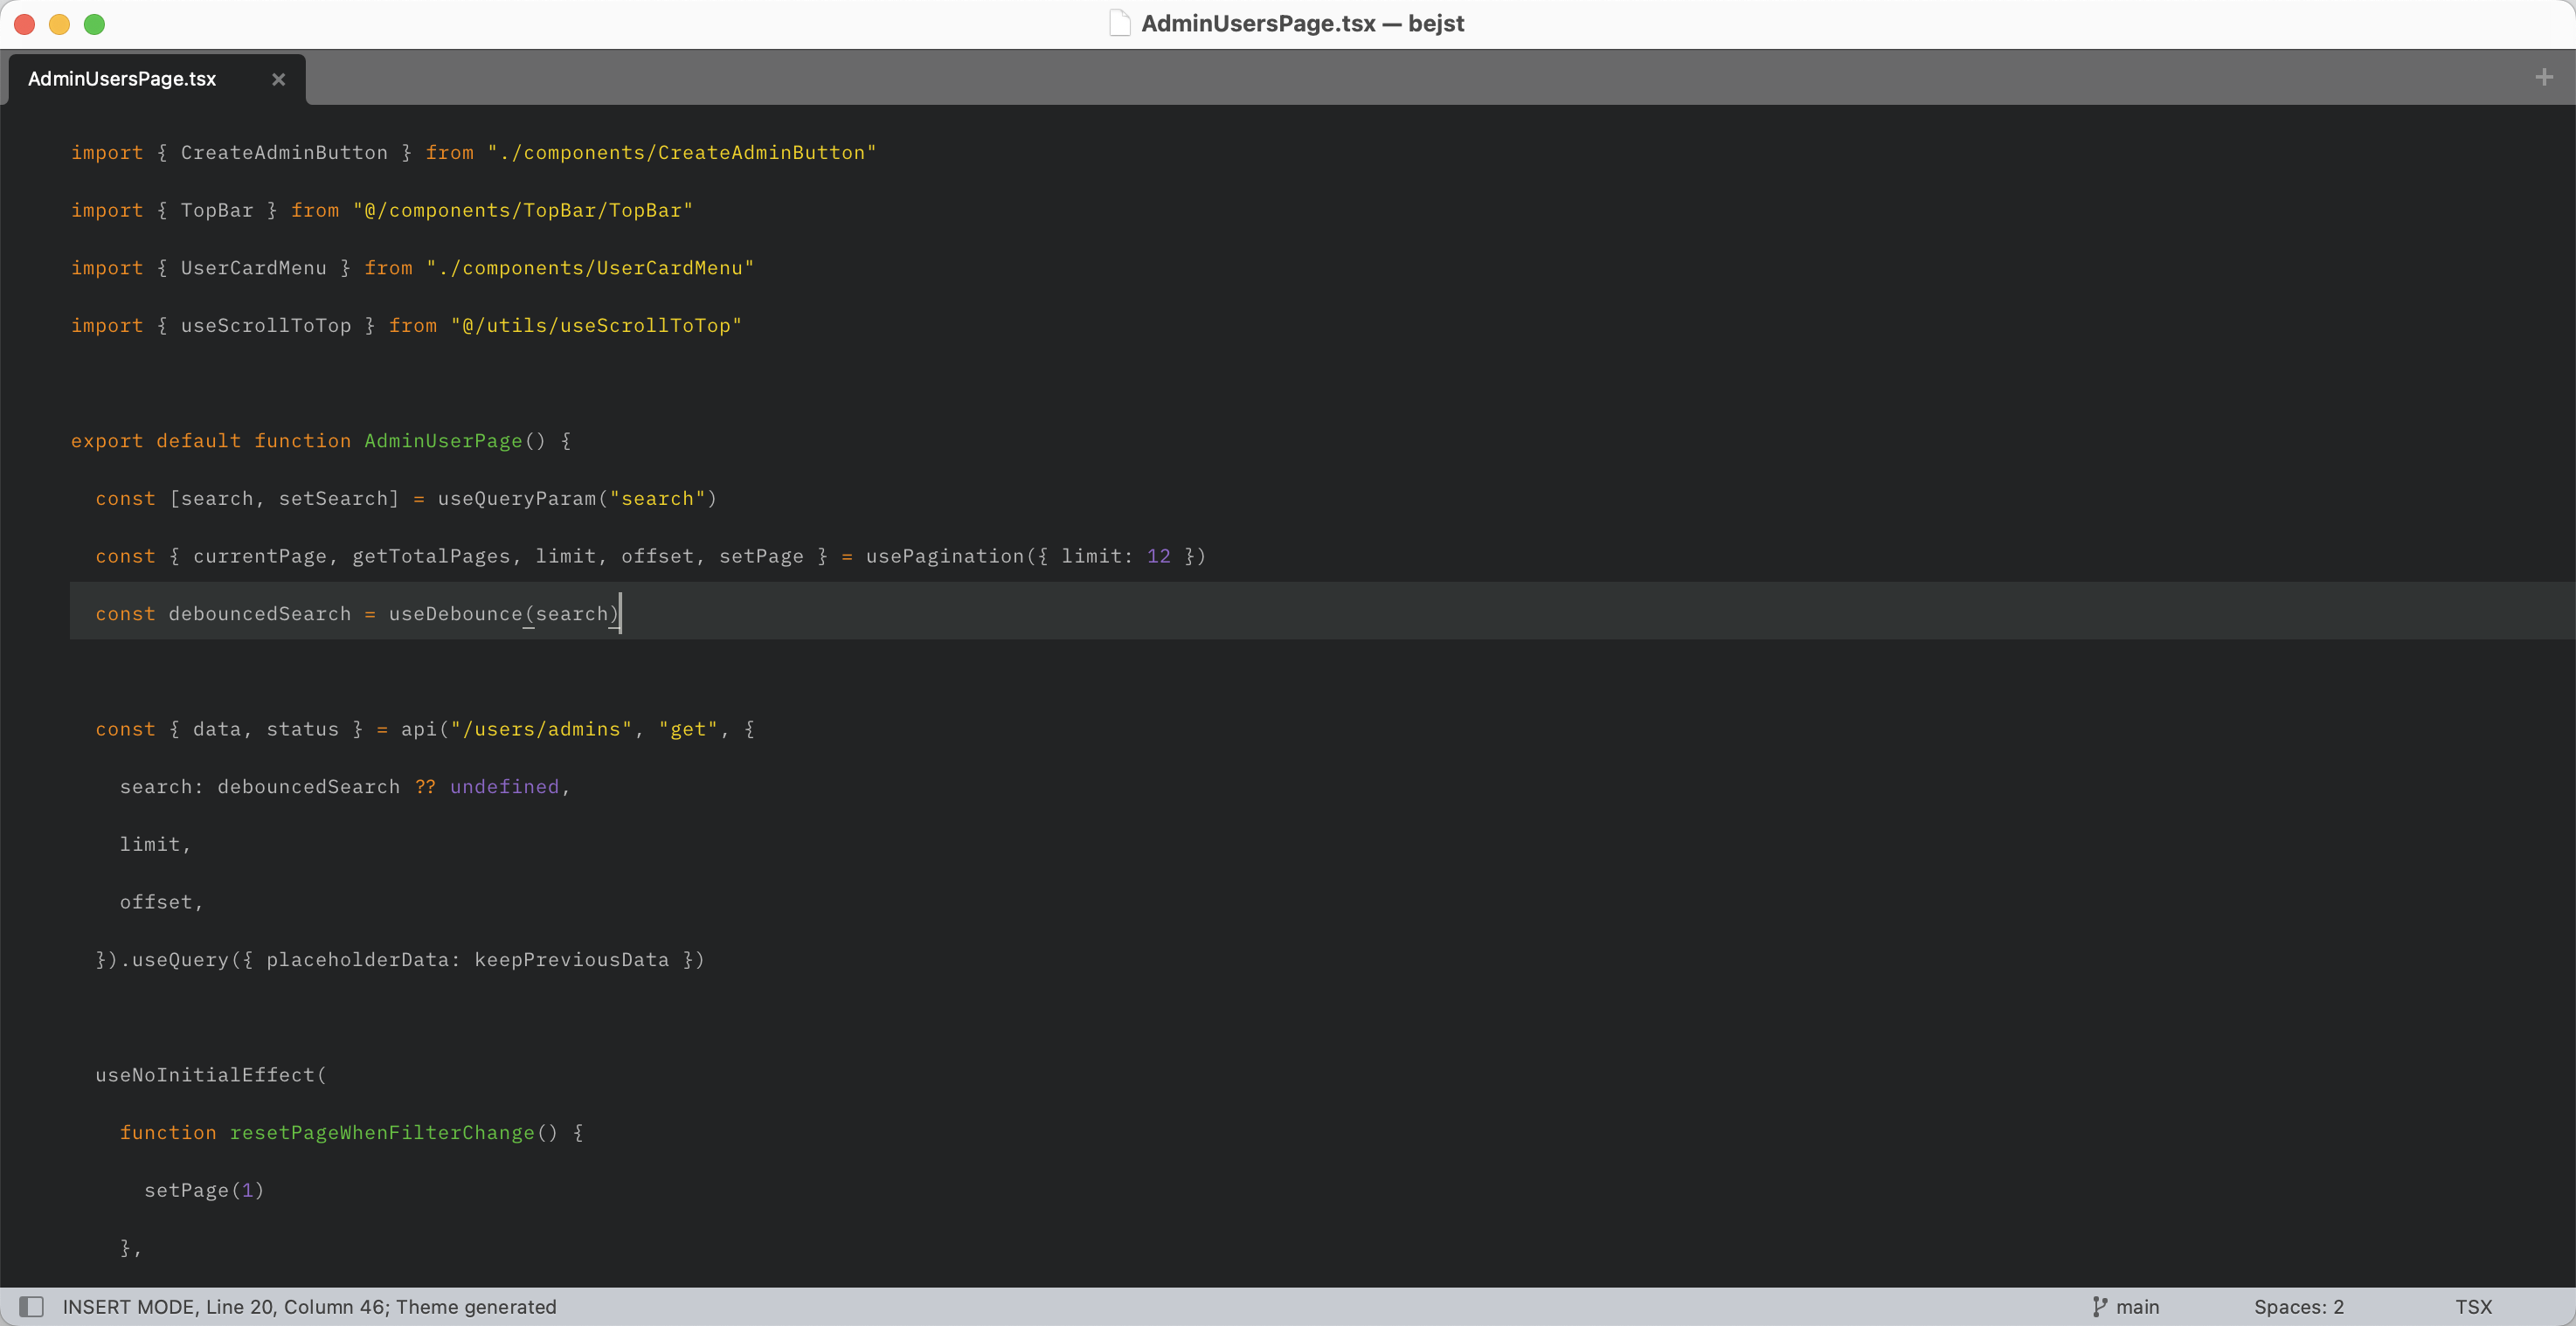 AdminUsersPage.tsx — bejst
AdminUsersPage.tsx
import { CreateAdminButton } from "./components/CreateAdminButton"
import { TopBar } from "@/components/TopBar/TopBar"
import { UserCardMenu } from "./components/UserCardMenu"
import { useScrollToTop } from "@/utils/useScrollToTop"
export default function AdminUserPage() {
const [search, setSearch] = useQueryParam("search")
const { currentPage, getTotalPages, limit, offset, setPage } = usePagination({ limit: 12 })
const debouncedSearch = useDebounce(search)
const { data, status } = api("/users/admins", "get", {
search: debouncedSearch ?? undefined,
limit,
offset,
}).useQuery({ placeholderData: keepPreviousData })
useNoInitialEffect(
function resetPageWhenFilterChange() {
setPage(1)
},
INSERT MODE, Line 20, Column 46; Theme generated
main
Spaces: 2
TSX